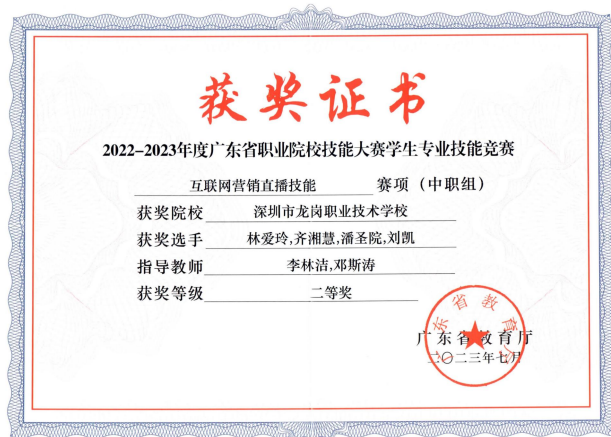 获奖证书
2022-2023年度广东省职业院校技能大赛学生专业技能竞赛
互联网营销直播技能 赛项（中职组）
获奖院校 深圳市龙岗职业技术学校
获奖选手 林爱玲,齐湘慧,潘圣院,刘凯
指导教师 李林洁,邓斯涛
获奖等级 二等奖
广东省教育厅
广东省教育厅
二〇二三年七月